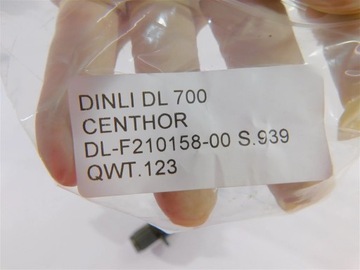 DINLI DL 700
CENTHOR
DL-F210158-00 S.939
QWT.123